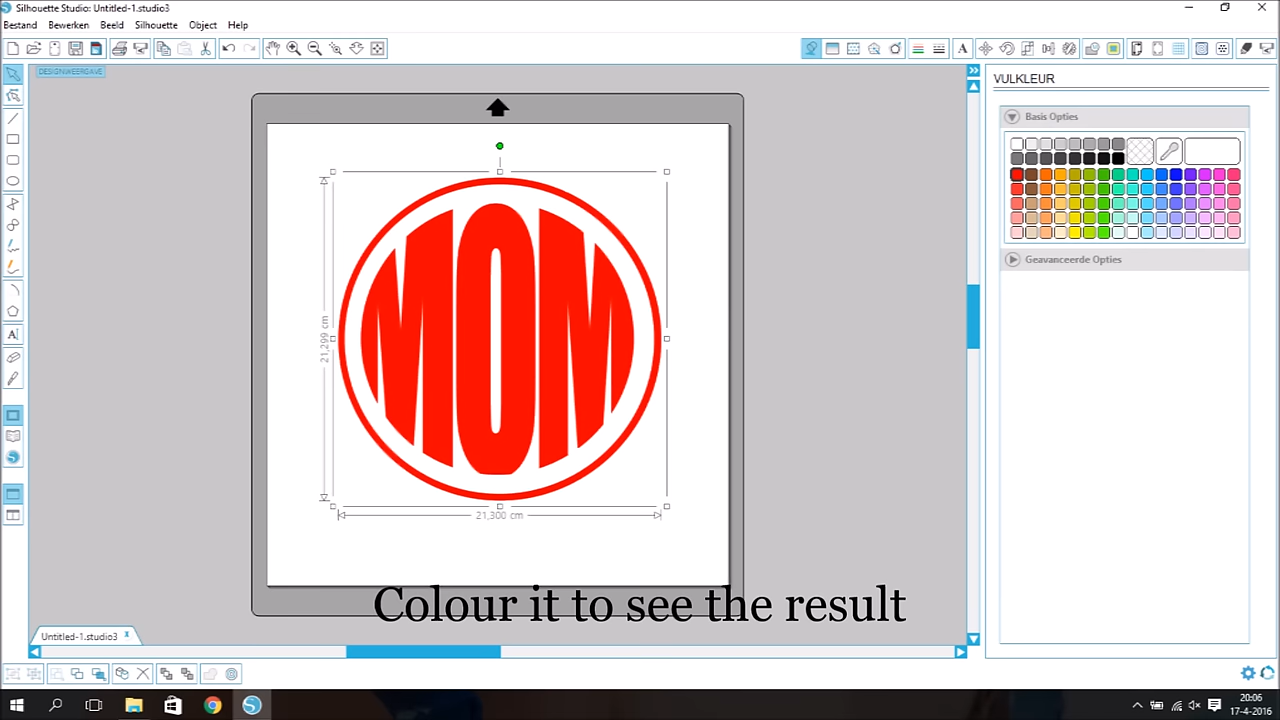 Silhouette Studio: Untitled-1.studio3
Bestand Bewerken Beeld Silhouette Object Help
DESIGNWEERGAVE
VULKLEUR
Basis Opties
Geavanceerde Opties
21,299 cm
MOM
21,300 cm
Colour it to see the result
Untitled-1.studio3
20:06
17-4-2016